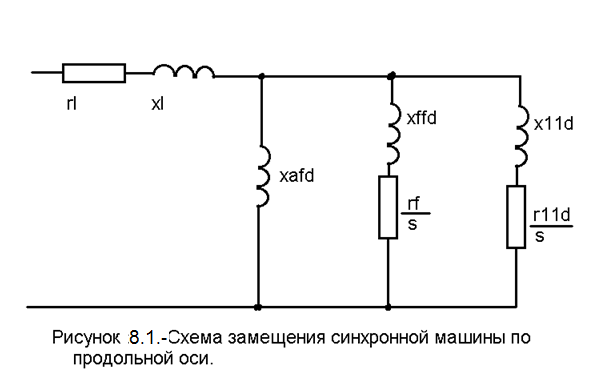 rl
xl
xafd
xffd
rf
s
x11d
r11d
s
Рисунок 8.1.-Схема замещения синхронной машины по
продольной оси.